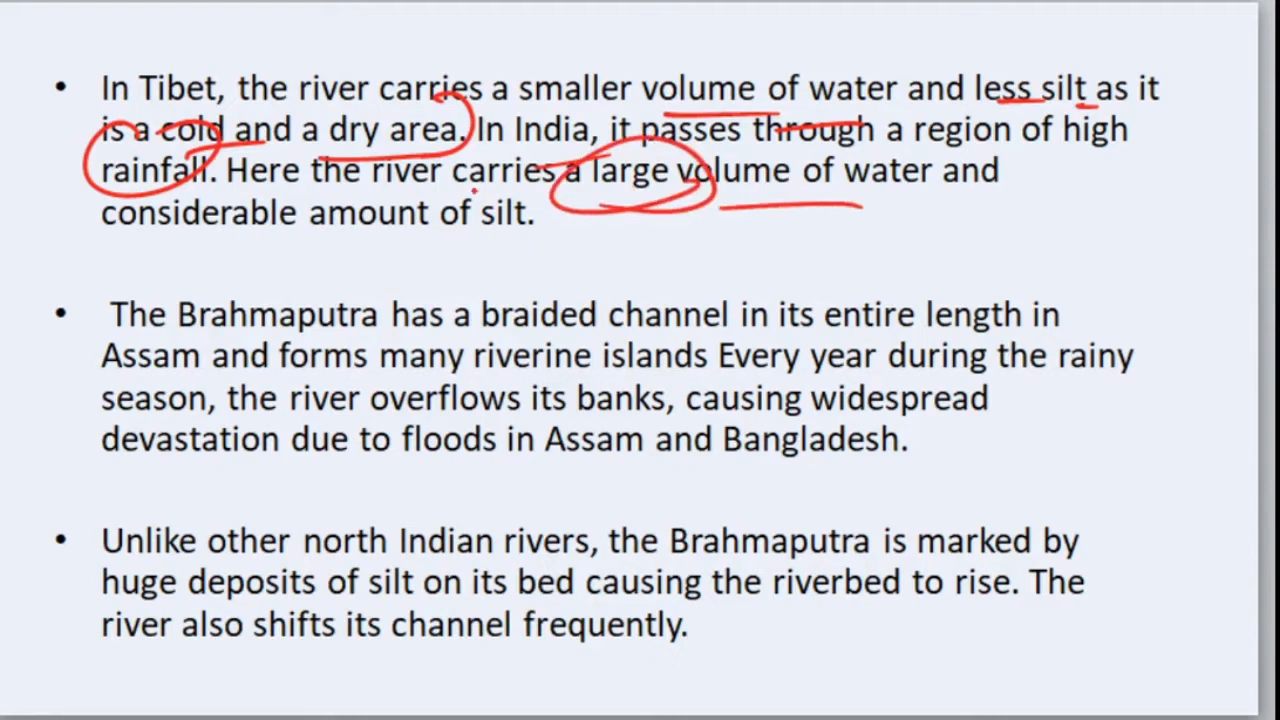 • In Tibet, the river carries a smaller volume of water and less silt as it
is a cold and a dry area. In India, it passes through a region of high
rainfall. Here the river carries a large volume of water and
considerable amount of silt.
• The Brahmaputra has a braided channel in its entire length in
Assam and forms many riverine islands Every year during the rainy
season, the river overflows its banks, causing widespread
devastation due to floods in Assam and Bangladesh.
• Unlike other north Indian rivers, the Brahmaputra is marked by
huge deposits of silt on its bed causing the riverbed to rise. The
river also shifts its channel frequently.